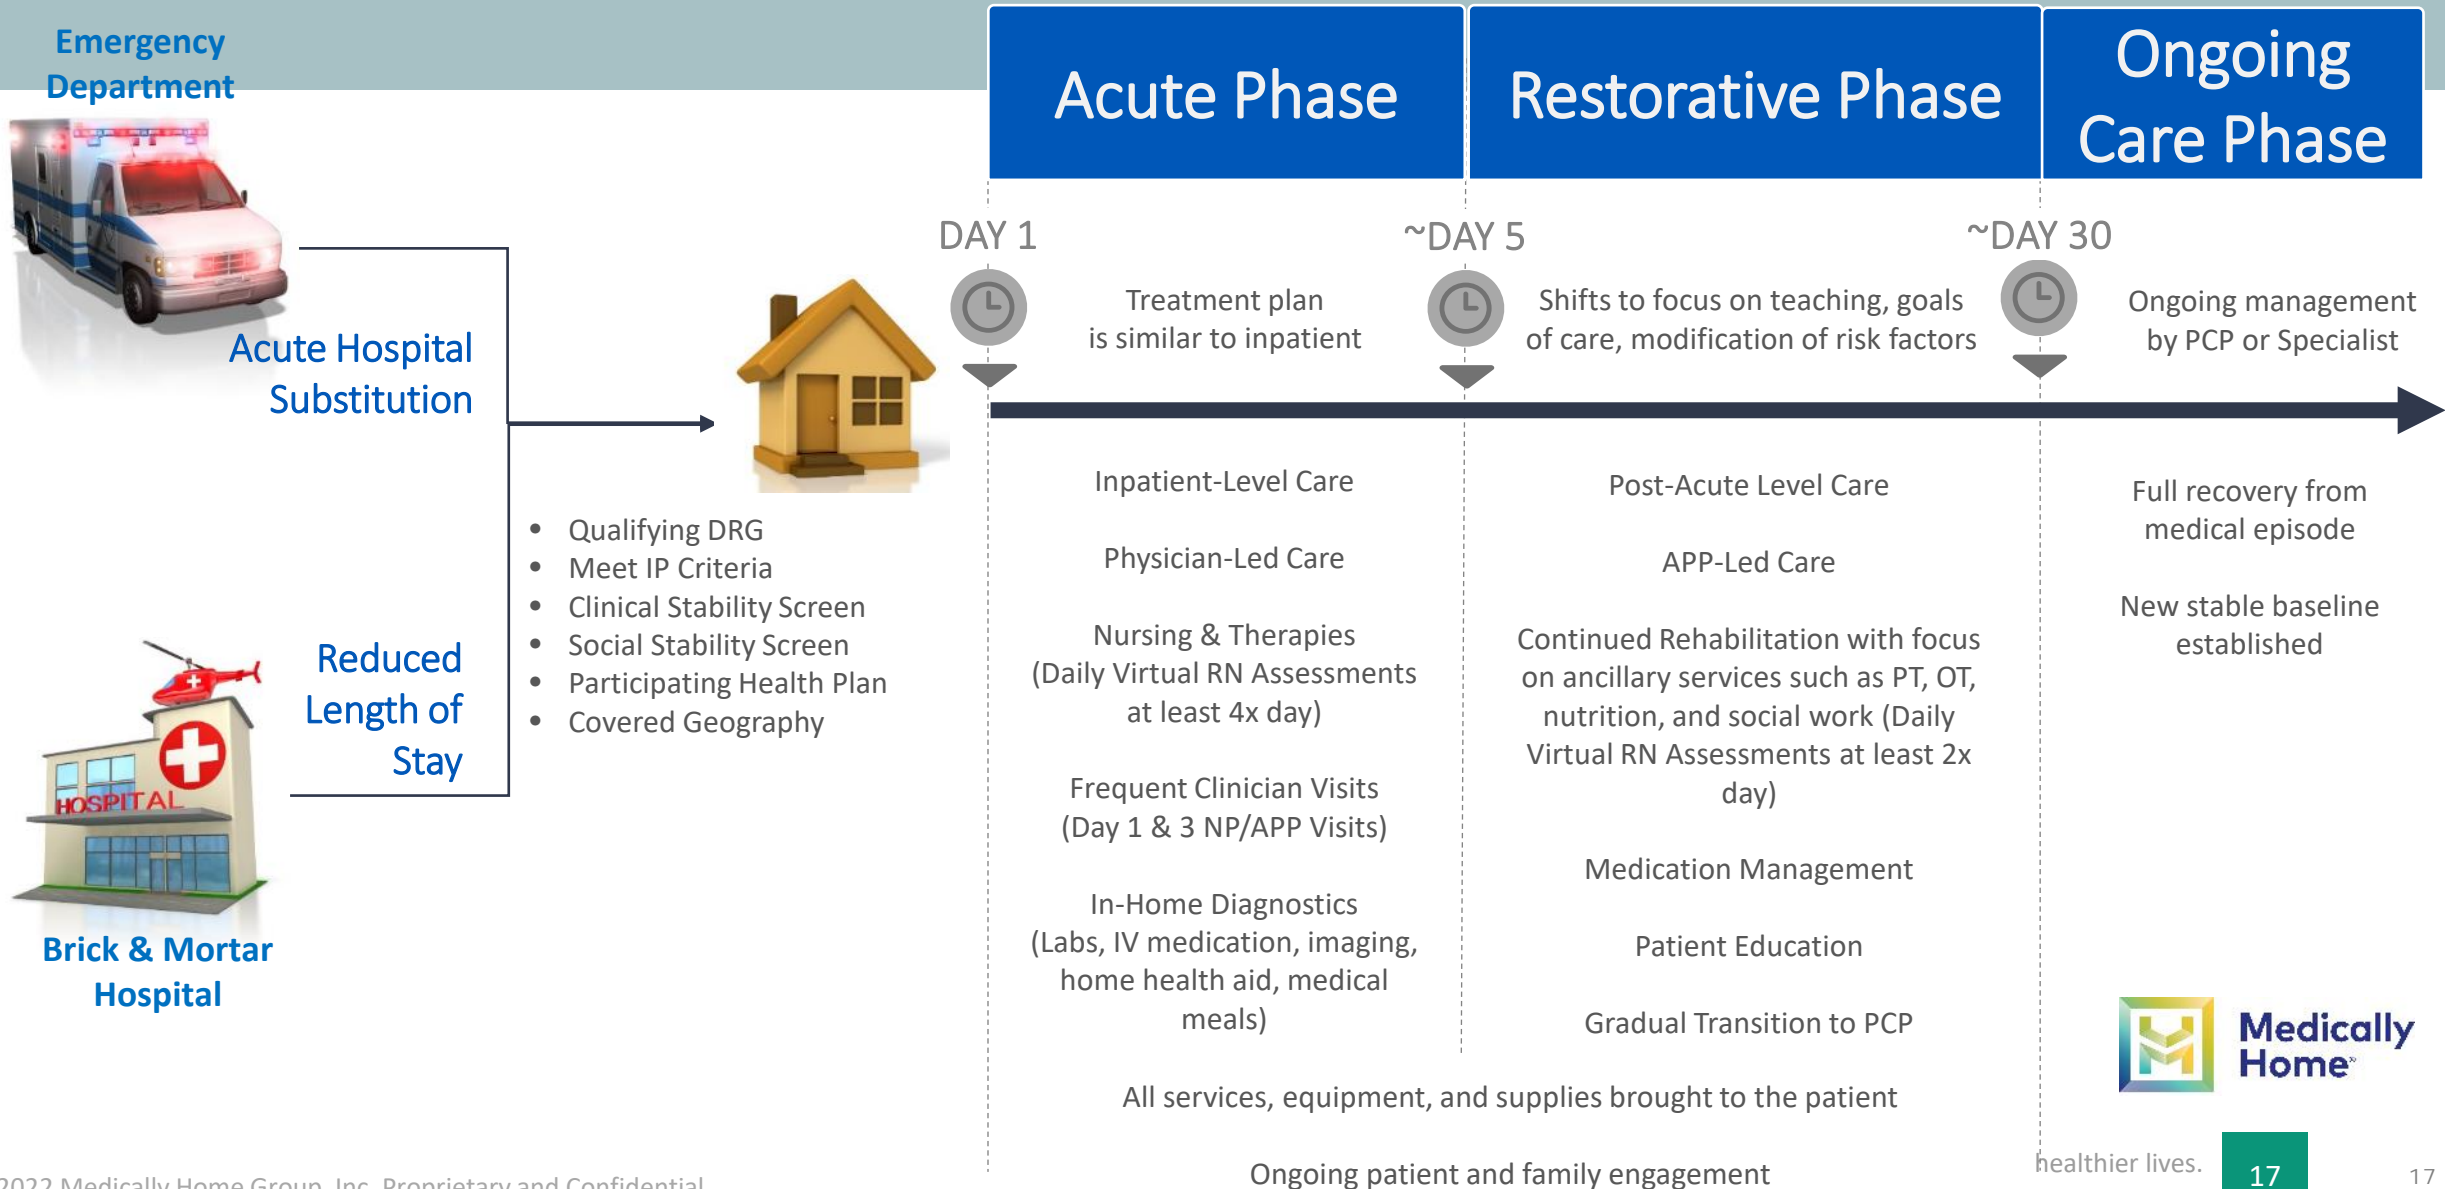 Emergency
Department
Acute Hospital
Substitution
Reduced
Length of
Stay
HOSPITAL
Brick & Mortar
Hospital
• Qualifying DRG
• Meet IP Criteria
• Clinical Stability Screen
• Social Stability Screen
• Participating Health Plan
• Covered Geography
Acute Phase
Restorative Phase
Ongoing
Care Phase
DAY 1
~DAY 5
~DAY 30
Treatment plan
is similar to inpatient
Shifts to focus on teaching, goals
of care, modification of risk factors
Ongoing management
by PCP or Specialist
Inpatient-Level Care
Physician-Led Care
Nursing & Therapies
(Daily Virtual RN Assessments
at least 4x day)
Frequent Clinician Visits
(Day 1 & 3 NP/APP Visits)
In-Home Diagnostics
(Labs, IV medication, imaging,
home health aid, medical
meals)
Post-Acute Level Care
APP-Led Care
Continued Rehabilitation with focus
on ancillary services such as PT, OT,
nutrition, and social work (Daily
Virtual RN Assessments at least 2x
day)
Medication Management
Patient Education
Gradual Transition to PCP
Full recovery from
medical episode
New stable baseline
established
All services, equipment, and supplies brought to the patient
Ongoing patient and family engagement
Medically
Home
2022 Medically Home Group, Inc. Proprietary and Confidential
healthier lives.
17
17